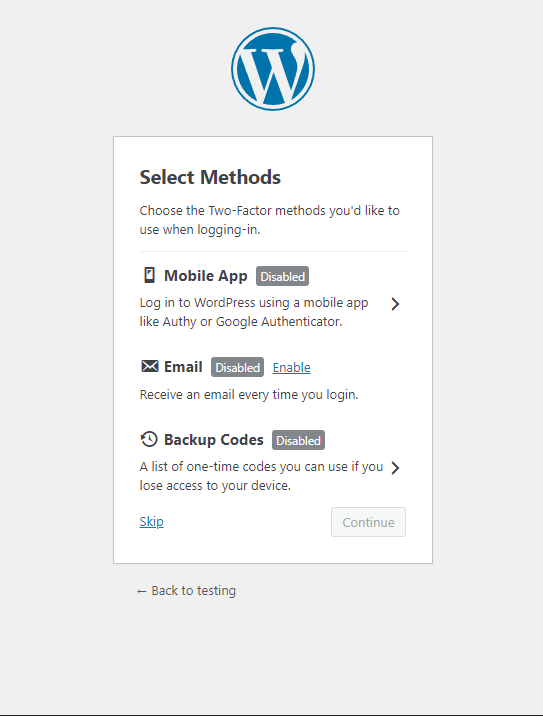 Select Methods
Choose the Two-Factor methods you'd like to
use when logging-in.
Mobile App Disabled
Log in to WordPress using a mobile app
like Authy or Google Authenticator.
Email Disabled Enable
Receive an email every time you login.
Backup Codes Disabled
A list of one-time codes you can use if you
lose access to your device.
Skip Continue
← Back to testing